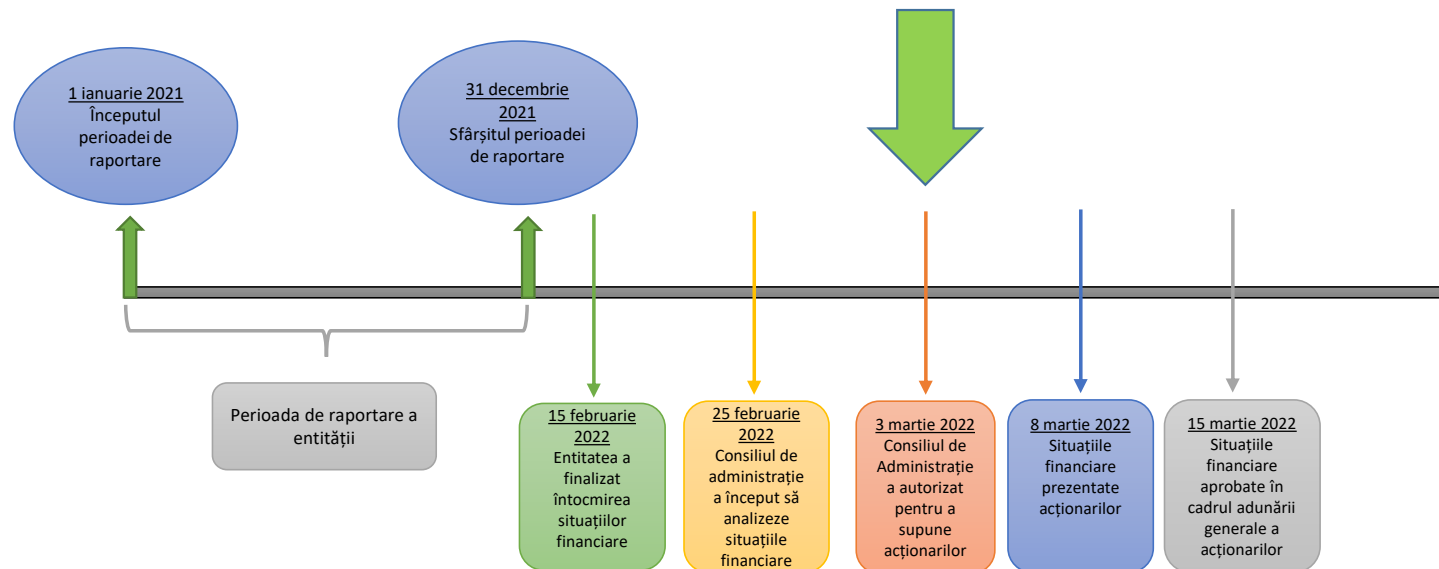 1 ianuarie 2021
Începutul
perioadei de
raportare
31 decembrie
2021
Sfârșitul perioadei
de raportare
Perioada de raportare a
entității
15 februarie
2022
Entitatea a
finalizat
întocmirea
situațiilor
financiare
25 februarie
2022
Consiliul de
administrație
a început să
analizeze
situațiile
financiare
3 martie 2022
Consiliul de
Administrație
a autorizat
pentru a
supune
acționarilor
8 martie 2022
Situațiile
financiare
prezentate
acționarilor
15 martie 2022
Situațiile
financiare
aprobate în
cadrul adunării
generale a
acționarilor